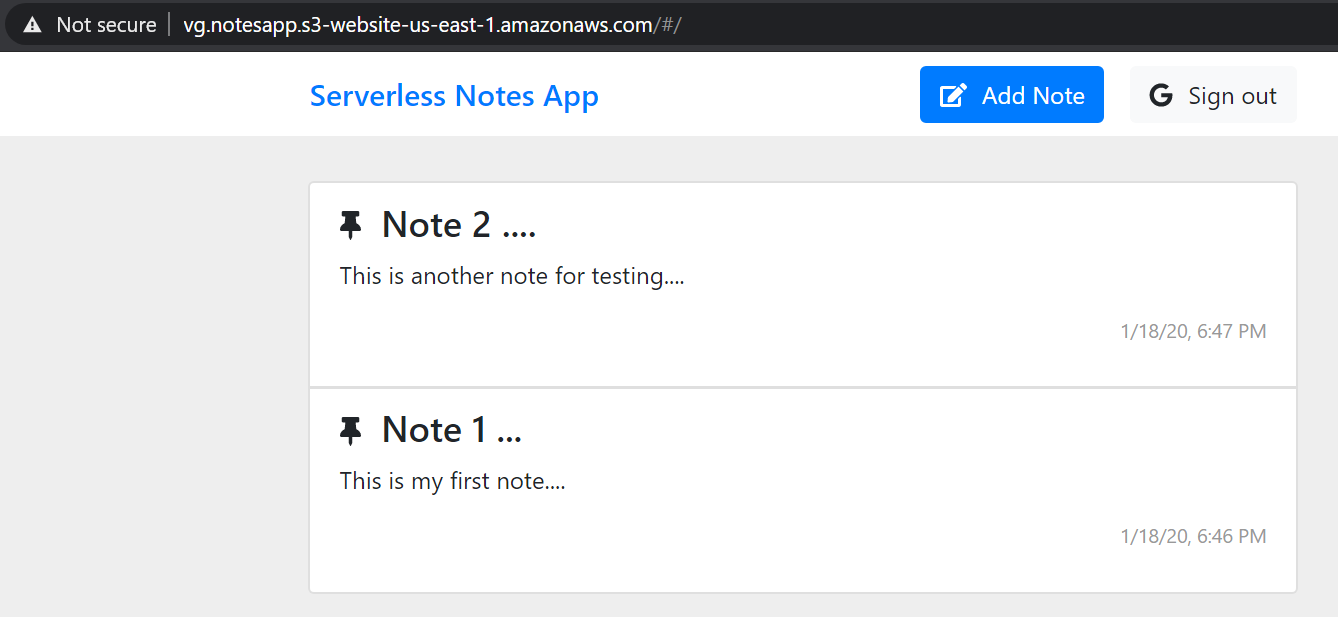 Not secure | vg.notesapp.s3-website-us-east-1.amazonaws.com/#/
Serverless Notes App Add Note Sign out
Note 2 ....
This is another note for testing....
1/18/20, 6:47 PM
Note 1 ...
This is my first note....
1/18/20, 6:46 PM